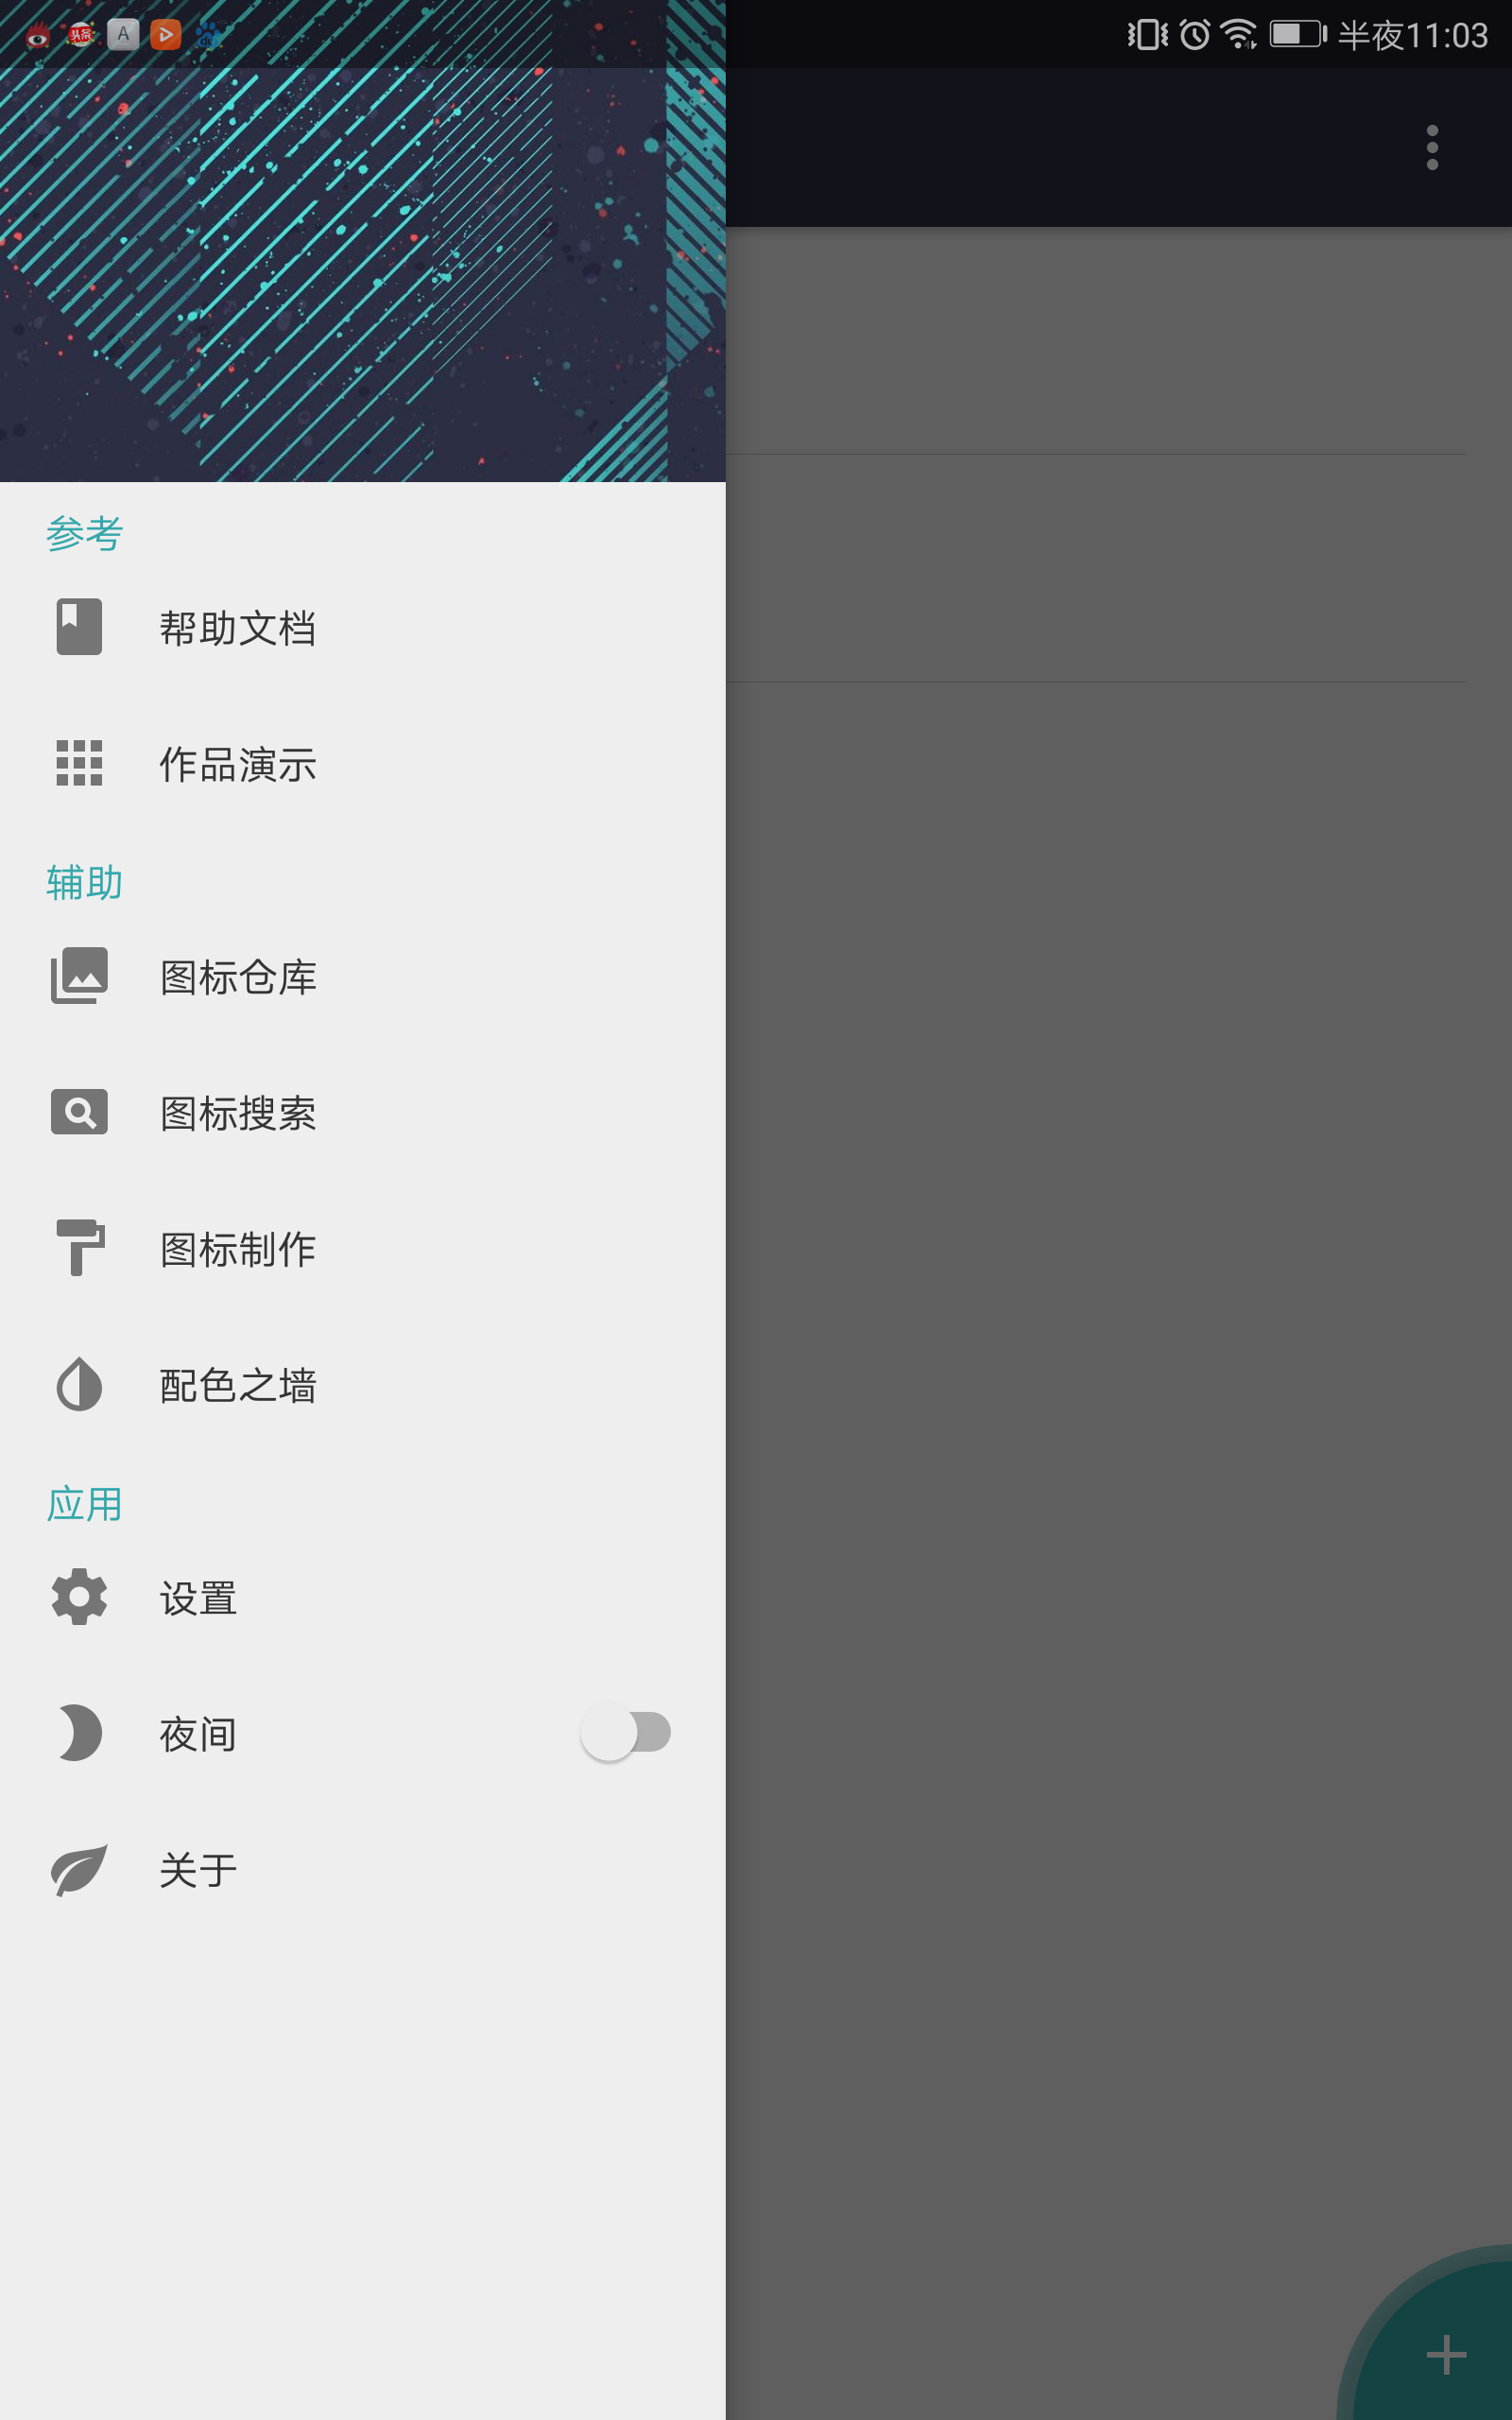 头条
A
半夜11:03
参考
帮助文档
作品演示
辅助
图标仓库
图标搜索
图标制作
配色之墙
应用
设置
夜间
关于